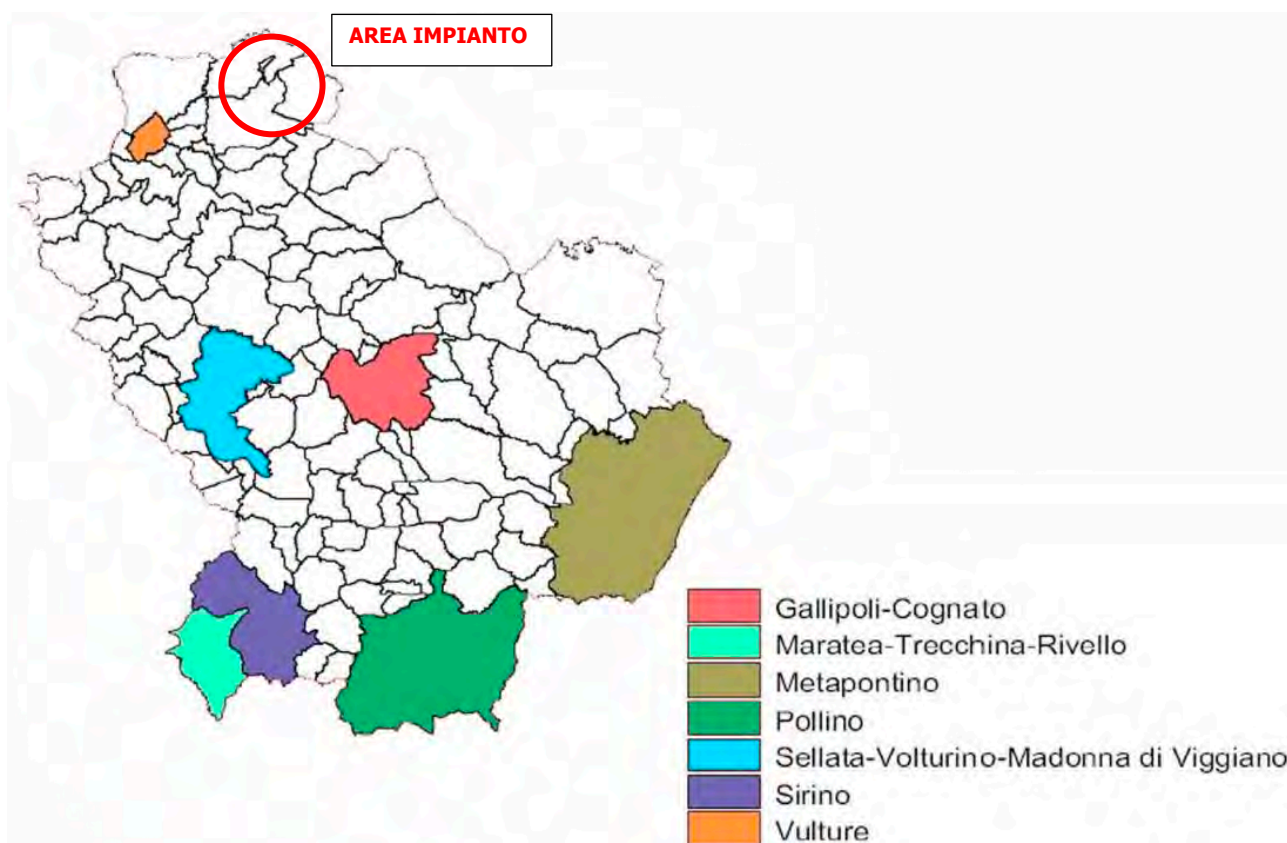 AREA IMPIANTO
Gallipoli-Cognato
Maratea-Trecchina-Rivello
Metapontino
Pollino
Sellata-Volturino-Madonna di Viggiano
Sirino
Vulture